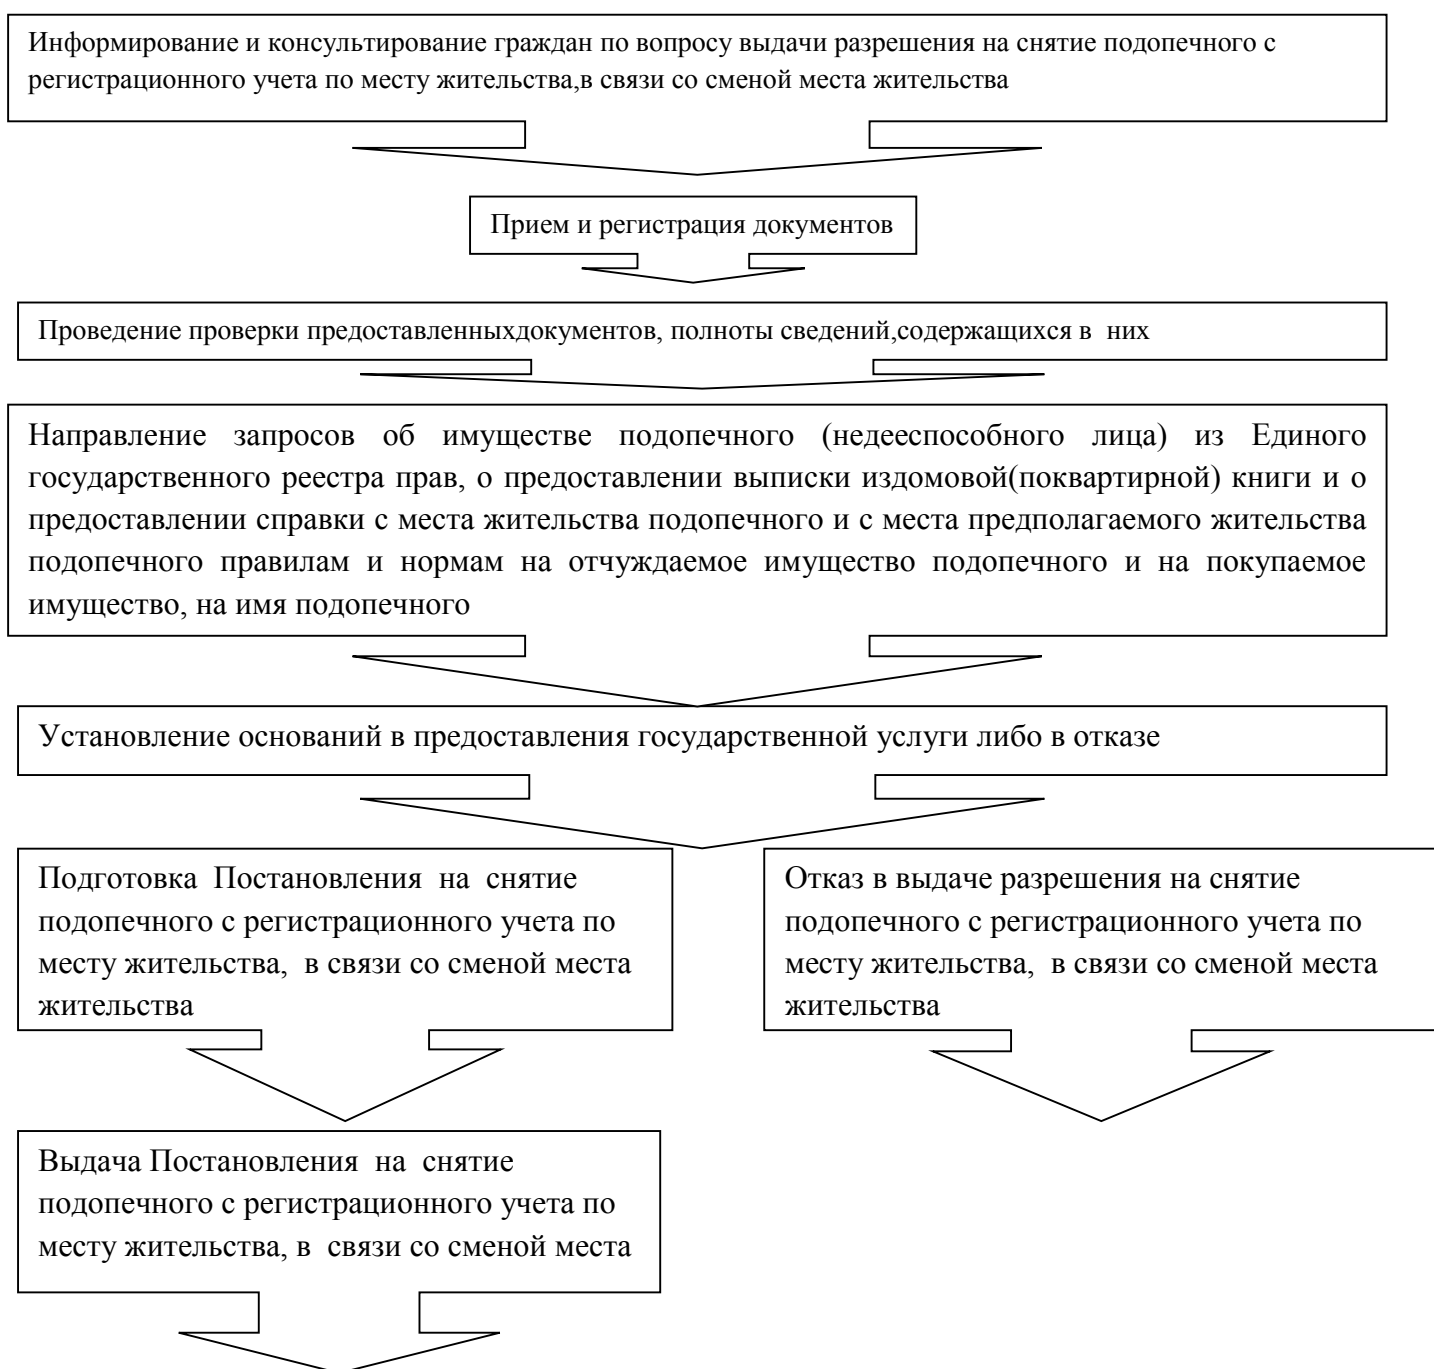 Информирование и консультирование граждан по вопросу выдачи разрешения на снятие подопечного с
регистрационного учета по месту жительства,в связи со сменой места жительства
Прием и регистрация документов
Проведение проверки предоставленныхдокументов, полноты сведений,содержащихся в  них
Направление запросов об имуществе подопечного (недееспособного лица) из Единого
государственного реестра прав, о предоставлении выписки издомовой(поквартирной) книги и о
предоставлении справки с места жительства подопечного и с места предполагаемого жительства
подопечного правилам и нормам на отчуждаемое имущество подопечного и на покупаемое
имущество, на имя подопечного
Установление оснований в предоставления государственной услуги либо в отказе
Подготовка  Постановления  на  снятие
подопечного с регистрационного учета по
месту жительства,  в связи со сменой места
жительства
Отказ в выдаче разрешения на снятие
подопечного с регистрационного учета по
месту жительства,  в связи со сменой места
жительства
Выдача Постановления  на  снятие
подопечного с регистрационного учета по
месту жительства, в  связи со сменой места